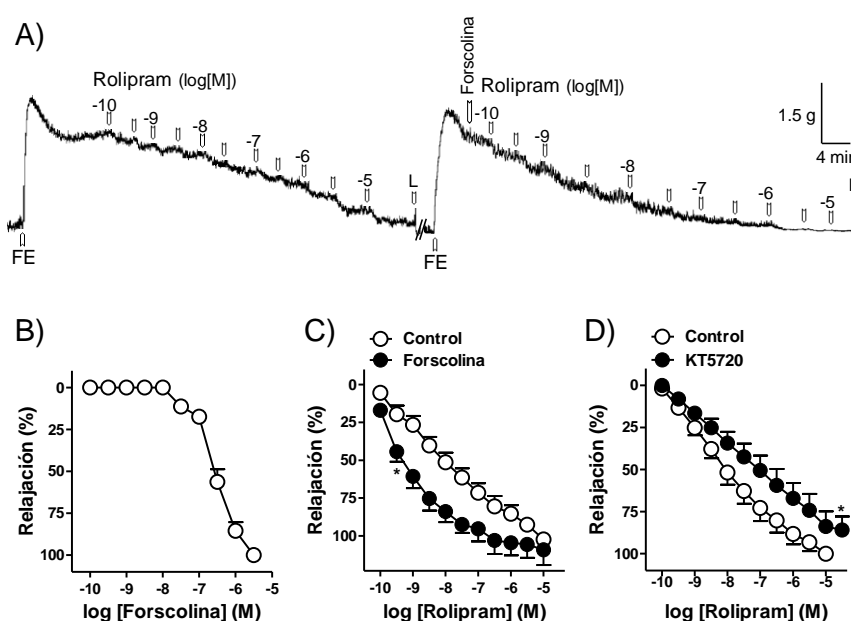 A)
Rolipram (log[M])
-10
-9
-8
-7
-6
-5
L
FE
Forscolina
Rolipram (log[M])
-10
-9
-8
-7
-6
-5
FE
1.5 g
4 min
B)
Relajación (%)
0
25
50
75
100
-10 -9 -8 -7 -6 -5
log [Forscolina] (M)
C)
Control
Forscolina
Relajación (%)
0
25
50
75
100
*
-10 -9 -8 -7 -6 -5
log [Rolipram] (M)
D)
Control
KT5720
Relajación (%)
0
25
50
75
100
*
-10 -9 -8 -7 -6 -5
log [Rolipram] (M)